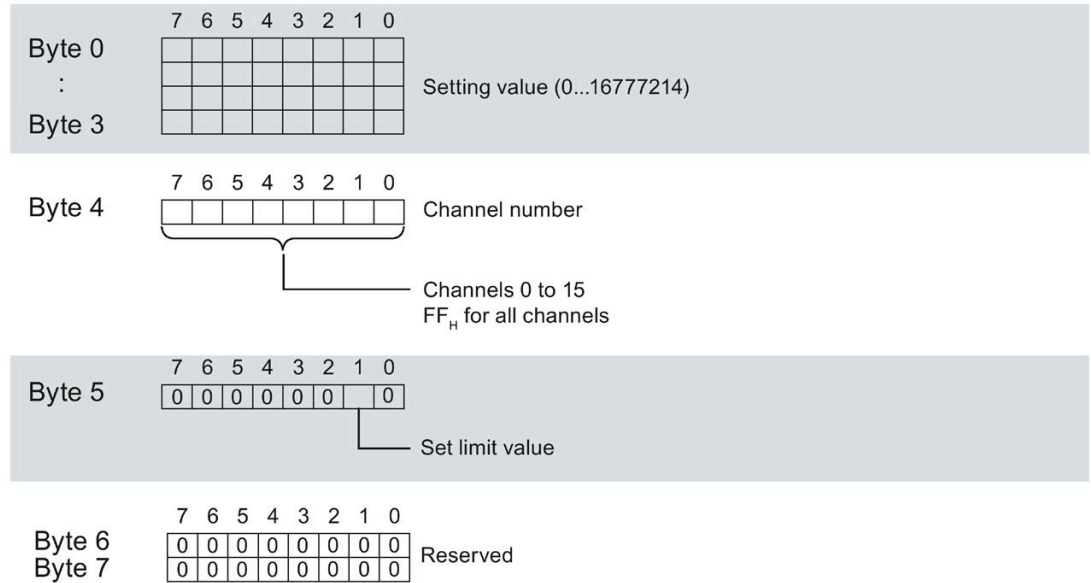 7 6 5 4 3 2 1 0
Byte 0
:
Setting value (0...16777214)
Byte 3
7 6 5 4 3 2 1 0
Byte 4
Channel number
Channels 0 to 15
FFH for all channels
7 6 5 4 3 2 1 0
Byte 5
0 0 0 0 0 0 0
Set limit value
7 6 5 4 3 2 1 0
Byte 6
0 0 0 0 0 0 0 0
Reserved
Byte 7
0 0 0 0 0 0 0 0